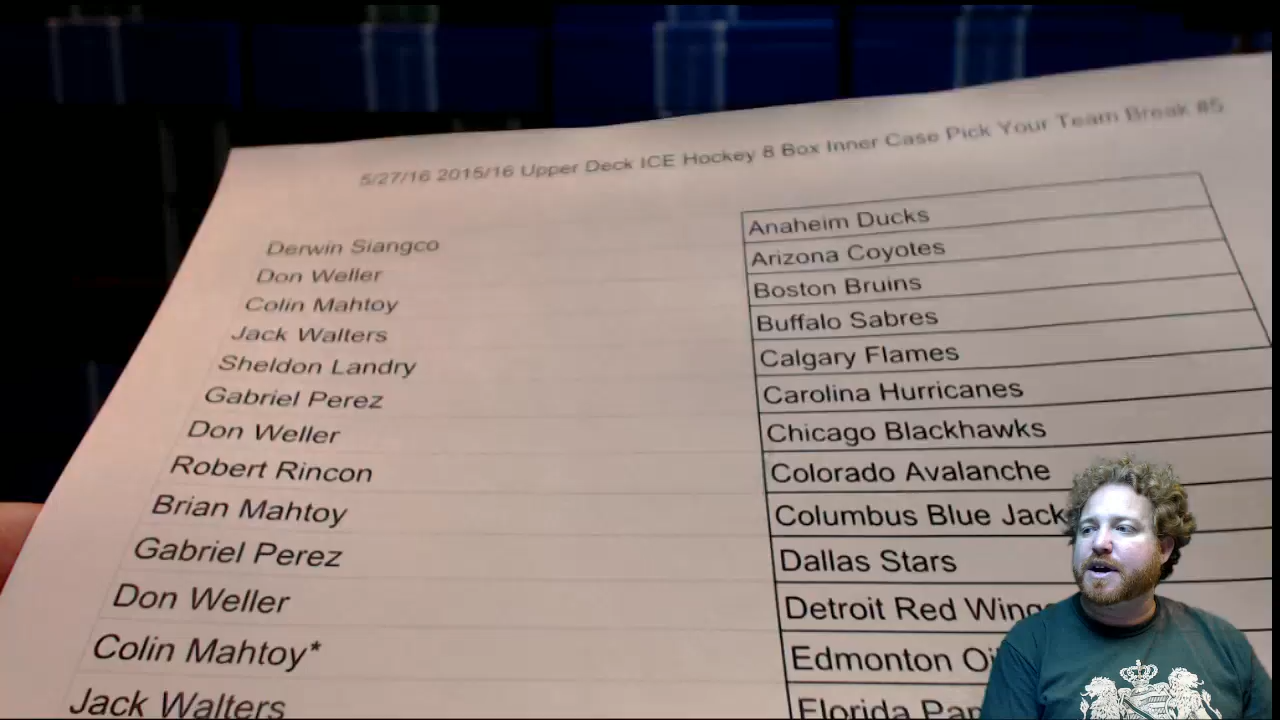 5/27/16 2015/16 Upper Deck ICE Hockey 8 Box Inner Case Pick Your Team Break #5
Derwin Siangco Anaheim Ducks
Don Weller Arizona Coyotes
Colin Mahtoy Boston Bruins
Jack Walters Buffalo Sabres
Sheldon Landry Calgary Flames
Gabriel Perez Carolina Hurricanes
Don Weller Chicago Blackhawks
Robert Rincon Colorado Avalanche
Brian Mahtoy Columbus Blue Jack
Gabriel Perez Dallas Stars
Don Weller Detroit Red Wing
Colin Mahtoy* Edmonton Oi
Jack Walters Florida Pan